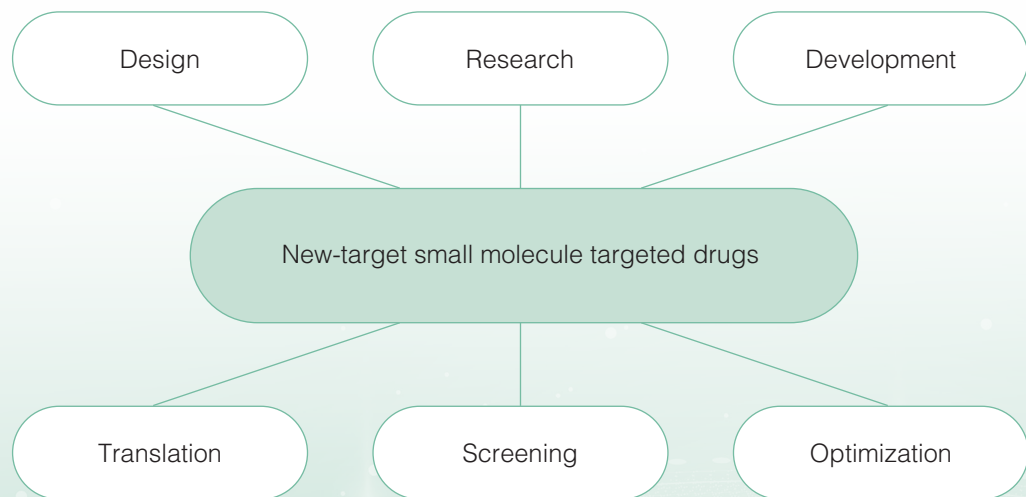 Design
Research
Development
New-target small molecule targeted drugs
Translation
Screening
Optimization